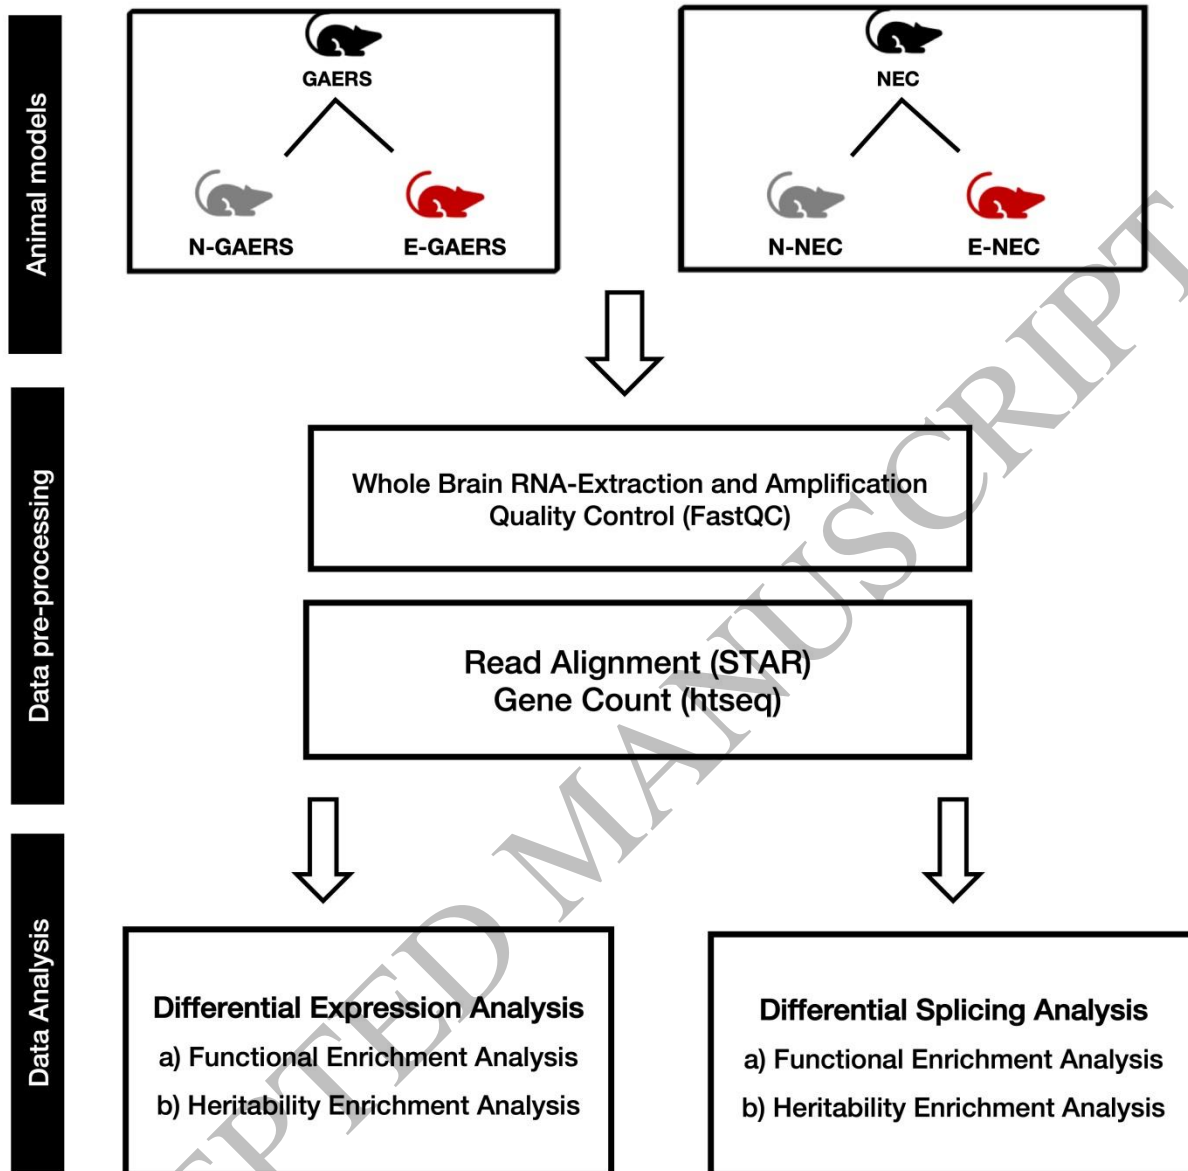 Animal models
GAERS
N-GAERS
E-GAERS
NEC
N-NEC
E-NEC
Data pre-processing
Whole Brain RNA-Extraction and Amplification
Quality Control (FastQC)
Read Alignment (STAR)
Gene Count (htseq)
Data Analysis
Differential Expression Analysis
a) Functional Enrichment Analysis
b) Heritability Enrichment Analysis
Differential Splicing Analysis
a) Functional Enrichment Analysis
b) Heritability Enrichment Analysis
EPTED MANUSCRIPT